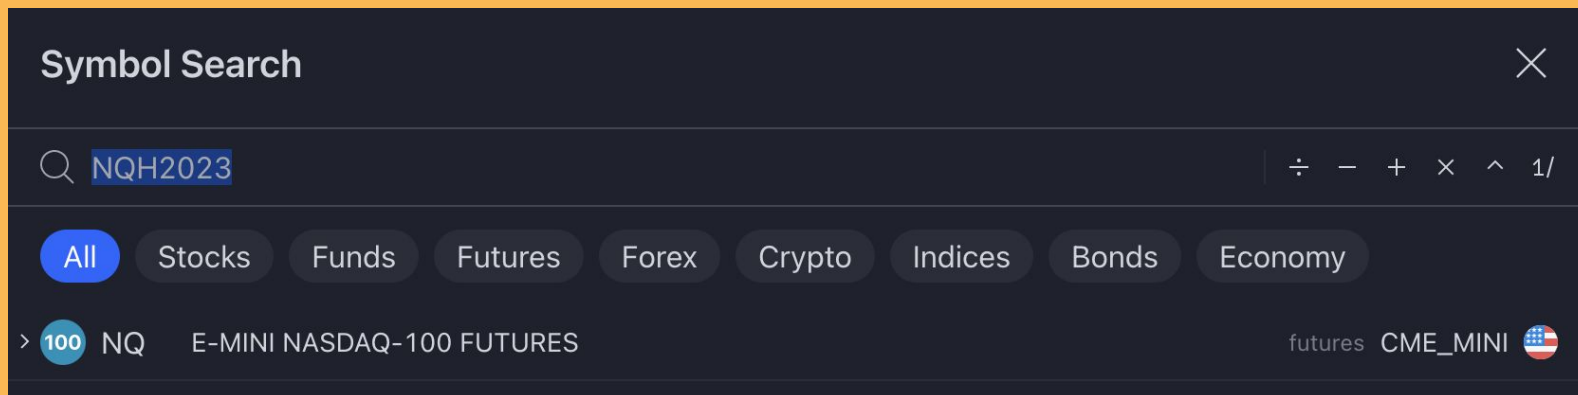 Symbol Search
NQH2023 ÷ − + × ^ 1/
All Stocks Funds Futures Forex Crypto Indices Bonds Economy
100 NQ E-MINI NASDAQ-100 FUTURES futures CME_MINI